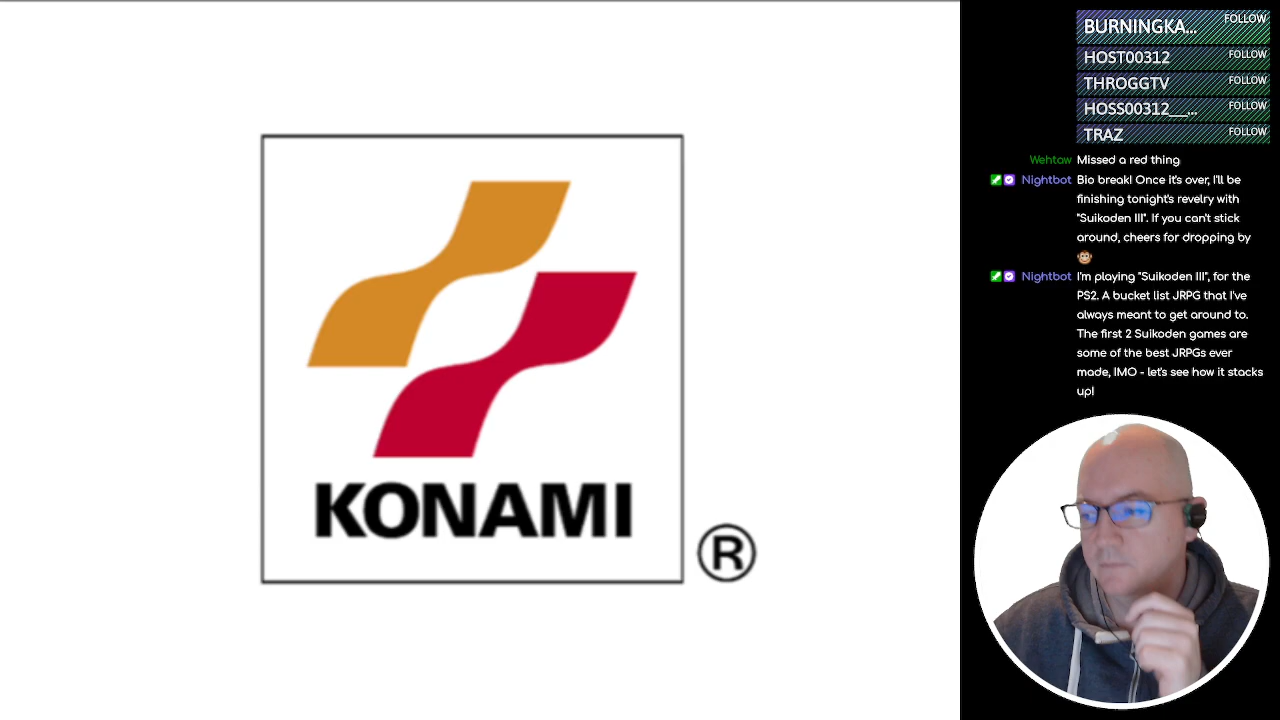 KONAMI
®
BURNINGKA... FOLLOW
HOST00312 FOLLOW
THROGGTV FOLLOW
HOSS00312__... FOLLOW
TRAZ FOLLOW
Wehtaw Missed a red thing
Nightbot Bio break! Once it's over, I'll be
finishing tonight's revelry with
"Suikoden III". If you can't stick
around, cheers for dropping by
Nightbot I'm playing "Suikoden III", for the
PS2. A bucket list JRPG that I've
always meant to get around to.
The first 2 Suikoden games are
some of the best JRPGs ever
made, IMO - let's see how it stacks
up!